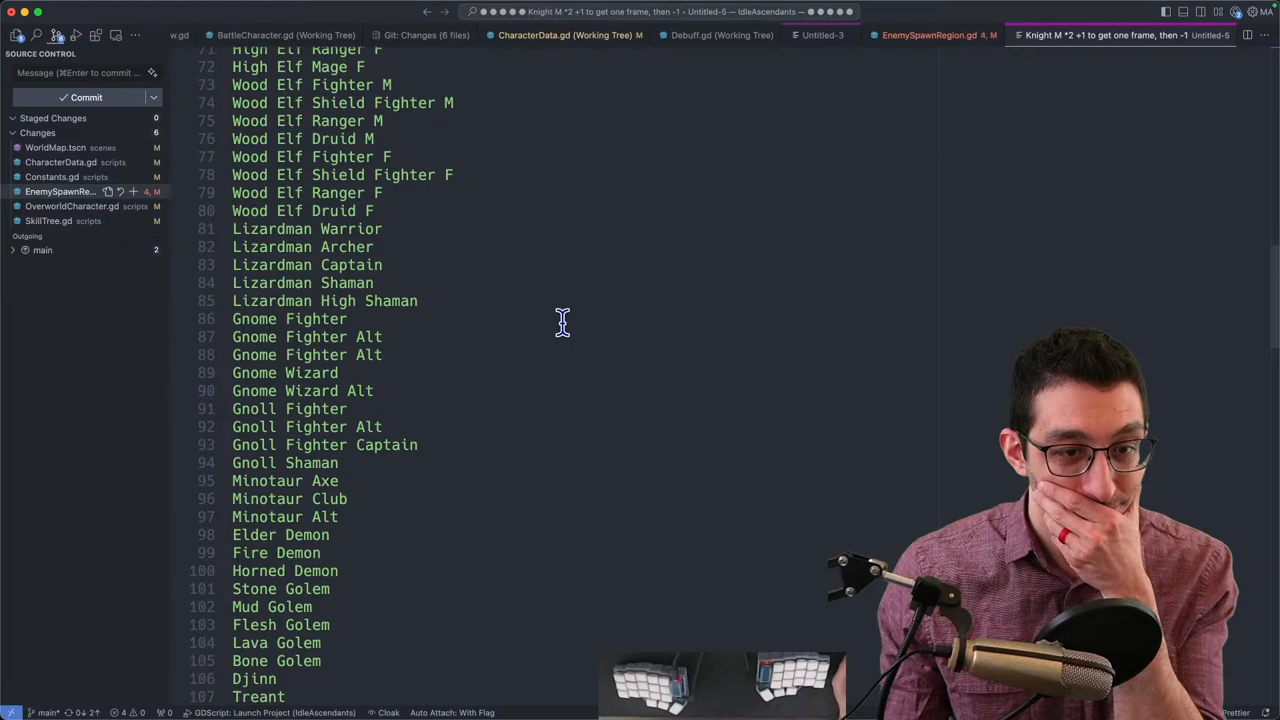 Knight M *2 +1 to get one frame, then -1 - Untitled-5 — IdleAscendants
MA
w.gd
BattleCharacter.gd (Working Tree)
Git: Changes (6 files)
CharacterData.gd (Working Tree) M
Debuff.gd (Working Tree)
Untitled-3
EnemySpawnRegion.gd 4, M
Knight M *2 +1 to get one frame, then -1 Untitled-5
SOURCE CONTROL
Message (⌘Enter to commit ...
Commit
Staged Changes 0
Changes 6
WorldMap.tscn scenes M
CharacterData.gd scripts M
Constants.gd scripts M
EnemySpawnRe... 4, M
OverworldCharacter.gd scripts M
SkillTree.gd scripts M
Outgoing
main 2
71 High Elf Ranger F
72 High Elf Mage F
73 Wood Elf Fighter M
74 Wood Elf Shield Fighter M
75 Wood Elf Ranger M
76 Wood Elf Druid M
77 Wood Elf Fighter F
78 Wood Elf Shield Fighter F
79 Wood Elf Ranger F
80 Wood Elf Druid F
81 Lizardman Warrior
82 Lizardman Archer
83 Lizardman Captain
84 Lizardman Shaman
85 Lizardman High Shaman
86 Gnome Fighter
87 Gnome Fighter Alt
88 Gnome Fighter Alt
89 Gnome Wizard
90 Gnome Wizard Alt
91 Gnoll Fighter
92 Gnoll Fighter Alt
93 Gnoll Fighter Captain
94 Gnoll Shaman
95 Minotaur Axe
96 Minotaur Club
97 Minotaur Alt
98 Elder Demon
99 Fire Demon
100 Horned Demon
101 Stone Golem
102 Mud Golem
103 Flesh Golem
104 Lava Golem
105 Bone Golem
106 Djinn
107 Treant
main* 0↓ 2↑ 4 0 0 GDScript: Launch Project (IdleAscendants) Cloak Auto Attach: With Flag Prettier